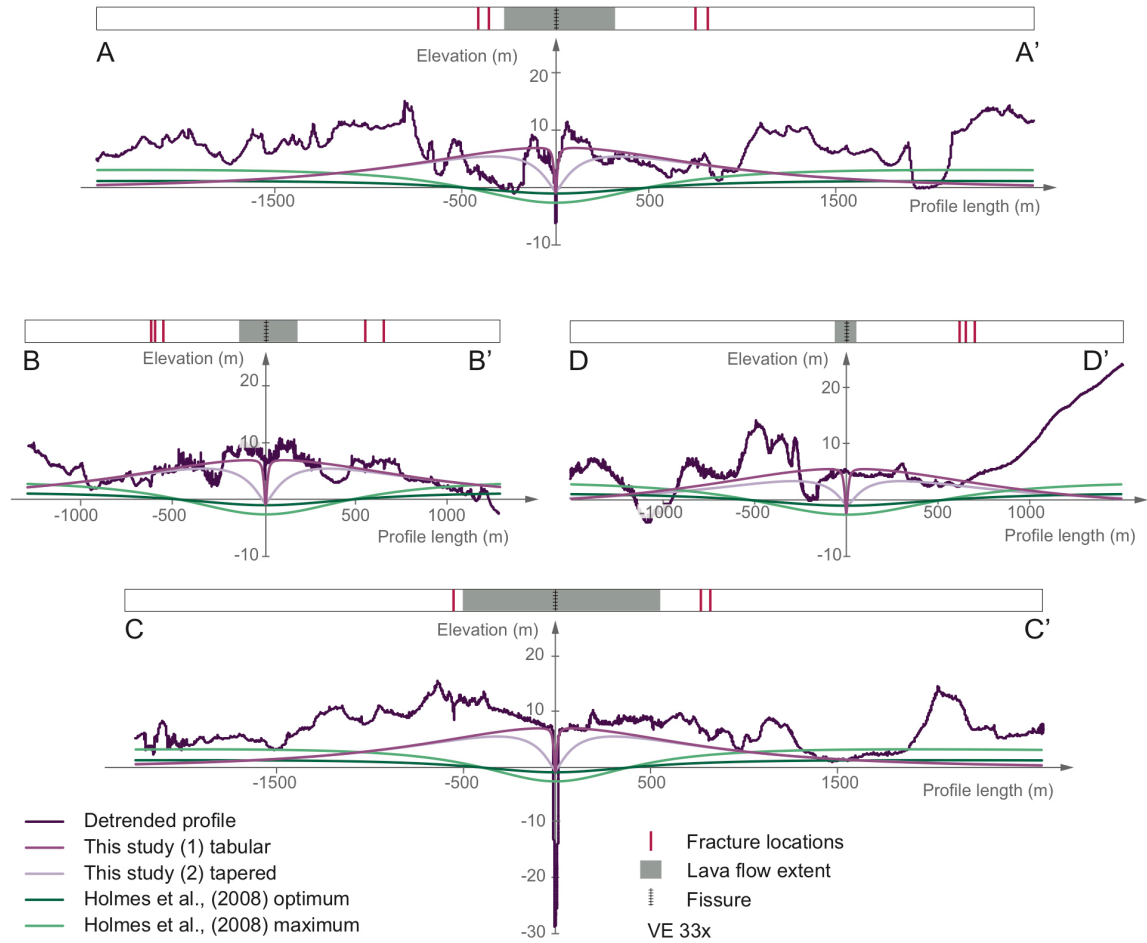 A
Elevation (m)
A’
20
10
-1500
-500
500
1500
Profile length (m)
-10
B
Elevation (m)
B’
20
10
-1000
-500
500
1000
Profile length (m)
-10
D
Elevation (m)
D’
20
10
-1000
-500
500
1000
Profile length (m)
-10
C
Elevation (m)
C’
20
10
-1500
-500
500
1500
Profile length (m)
-10
-20
-30
Detrended profile
This study (1) tabular
This study (2) tapered
Holmes et al., (2008) optimum
Holmes et al., (2008) maximum
Fracture locations
Lava flow extent
Fissure
VE 33x